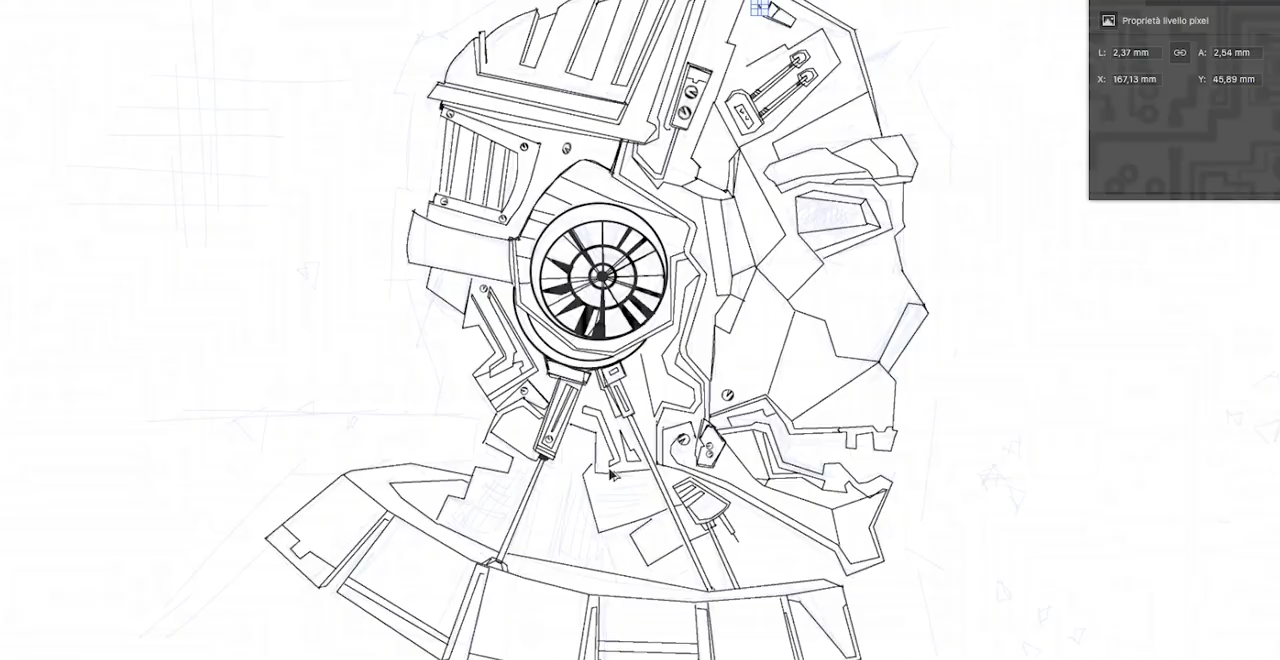 Proprietà livello pixel
L: 2,37 mm A: 2,54 mm
X: 167,13 mm Y: 45,89 mm